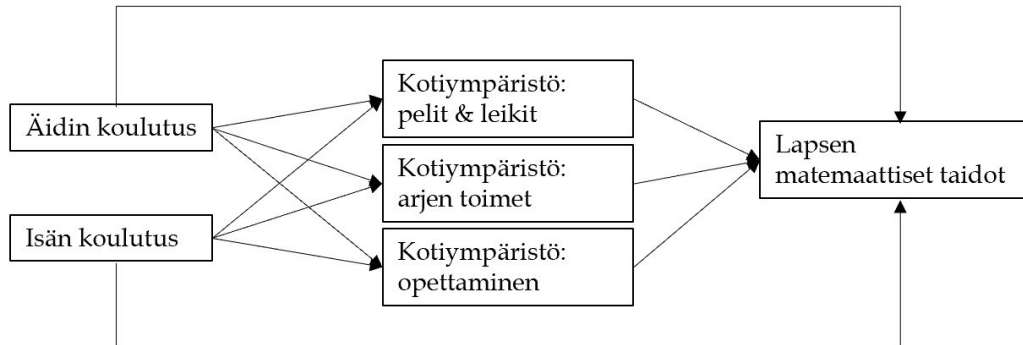 Äidin koulutus
Isän koulutus
Kotiympäristö:
pelit & leikit
Kotiympäristö:
arjen toimet
Kotiympäristö:
opettaminen
Lapsen
matemaattiset taidot